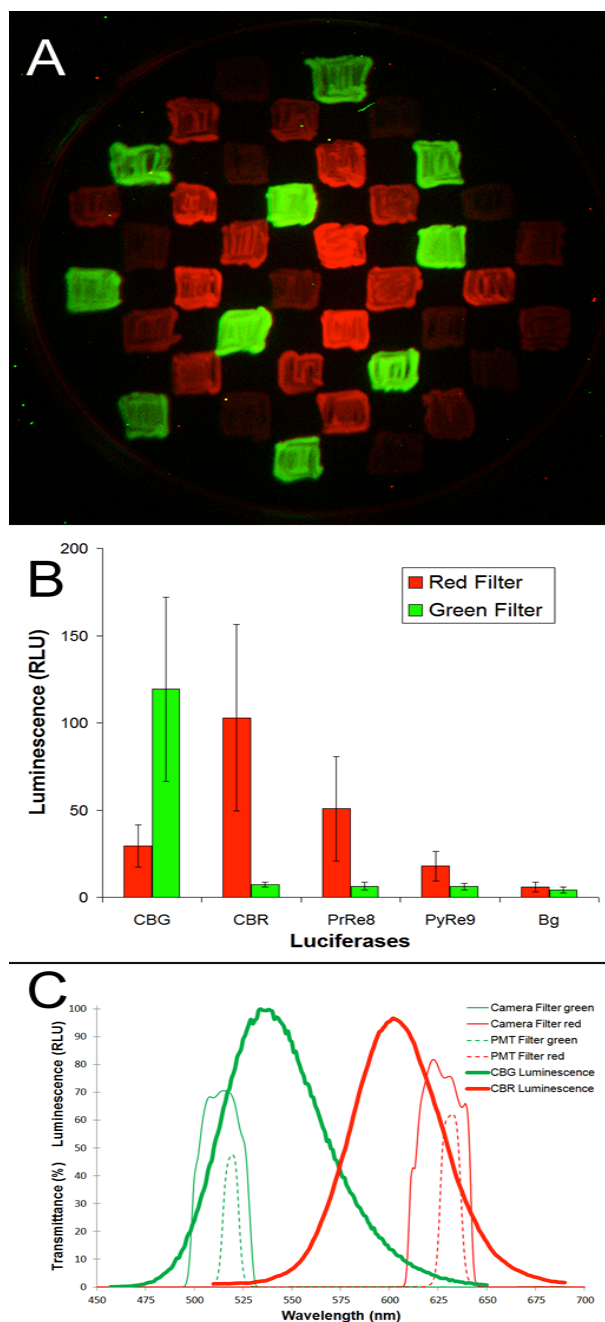 A
B
200
150
100
50
0
Luminescence (RLU)
Red Filter
Green Filter
CBG CBR PrRe8 PyRe9 Bg
Luciferases
C
100
90
80
70
60
50
40
30
20
10
0
Transmittance (%) Luminescence (RLU)
Camera Filter green
Camera Filter red
PMT Filter green
PMT Filter red
CBG Luminescence
CBR Luminescence
450 475 500 525 550 575 600 625 650 675 700
Wavelength (nm)